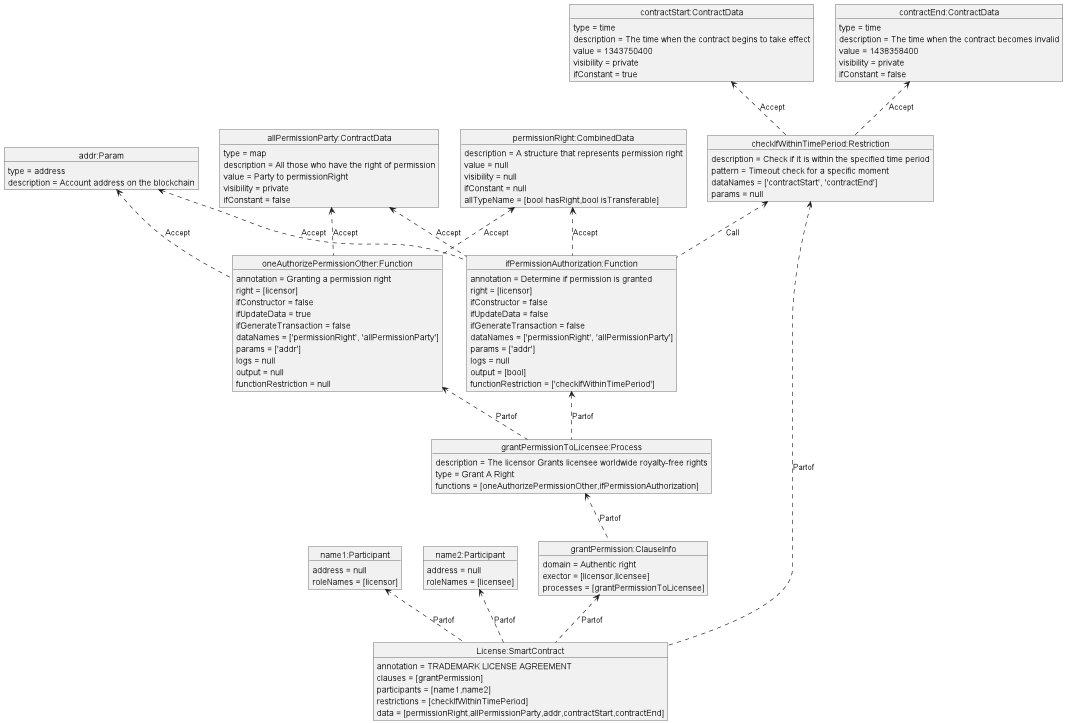 contractStart:ContractData
type = time
description = The time when the contract begins to take effect
value = 1343750400
visibility = private
ifConstant = true
contractEnd:ContractData
type = time
description = The time when the contract becomes invalid
value = 1438358400
visibility = private
ifConstant = false
Accept
Accept
addr:Param
type = address
description = Account address on the blockchain
allPermissionParty:ContractData
type = map
description = All those who have the right of permission
value = Party to permissionRight
visibility = private
ifConstant = false
permissionRight:CombinedData
description = A structure that represents permission right
value = null
visibility = null
ifConstant = null
allTypeName = [bool hasRight,bool isTransferable]
checkIfWithinTimePeriod:Restriction
description = Check if it is within the specified time period
pattern = Timeout check for a specific moment
dataNames = ['contractStart', 'contractEnd']
params = null
Accept
Accept
Accept
Accept
Accept
Accept
Call
oneAuthorizePermissionOther:Function
annotation = Granting a permission right
right = [licensor]
ifConstructor = false
ifUpdateData = true
ifGenerateTransaction = false
dataNames = ['permissionRight', 'allPermissionParty']
params = ['addr']
logs = null
output = null
functionRestriction = null
ifPermissionAuthorization:Function
annotation = Determine if permission is granted
right = [licensor]
ifConstructor = false
ifUpdateData = false
ifGenerateTransaction = false
dataNames = ['permissionRight', 'allPermissionParty']
params = ['addr']
logs = null
output = [bool]
functionRestriction = ['checkIfWithinTimePeriod']
Partof
Partof
grantPermissionToLicensee:Process
description = The licensor Grants licensee worldwide royalty-free rights
type = Grant A Right
functions = [oneAuthorizePermissionOther,ifPermissionAuthorization]
Partof
Partof
name1:Participant
address = null
roleNames = [licensor]
name2:Participant
address = null
roleNames = [licensee]
grantPermission:ClauseInfo
domain = Authentic right
exector = [licensor,licensee]
processes = [grantPermissionToLicensee]
Partof
Partof
Partof
License:SmartContract
annotation = TRADEMARK LICENSE AGREEMENT
clauses = [grantPermission]
participants = [name1,name2]
restrictions = [checkIfWithinTimePeriod]
data = [permissionRight,allPermissionParty,addr,contractStart,contractEnd]